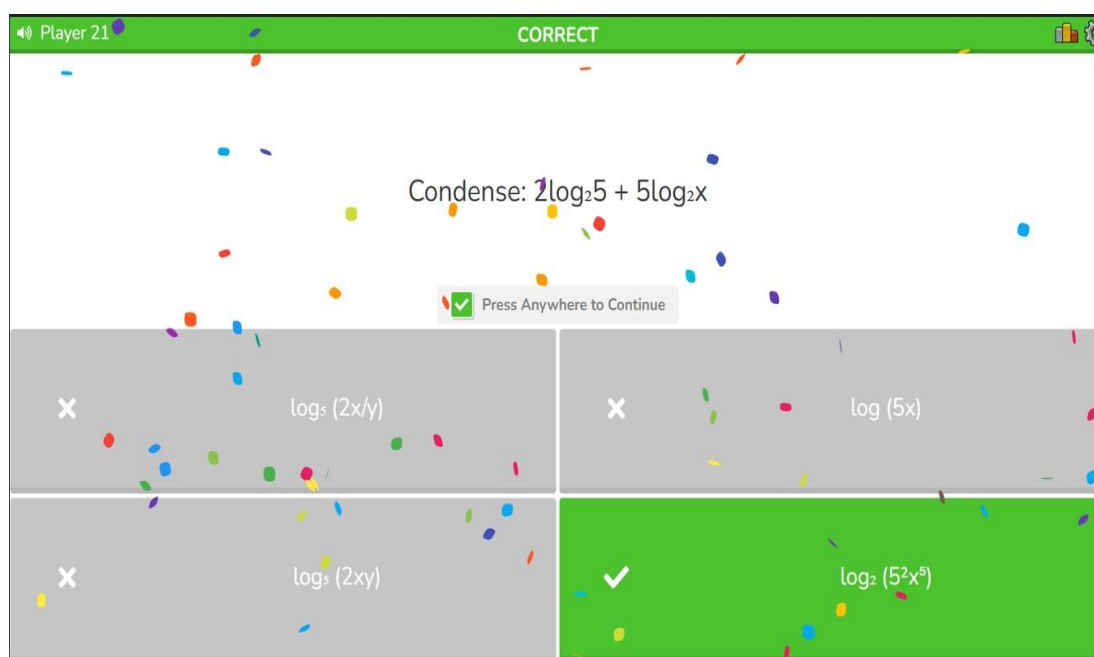 Player 21
CORRECT
Condense: 2log₂5 + 5log₂x
Press Anywhere to Continue
log₅ (2x/y)
log (5x)
log₅ (2xy)
log₂ (5²x⁵)